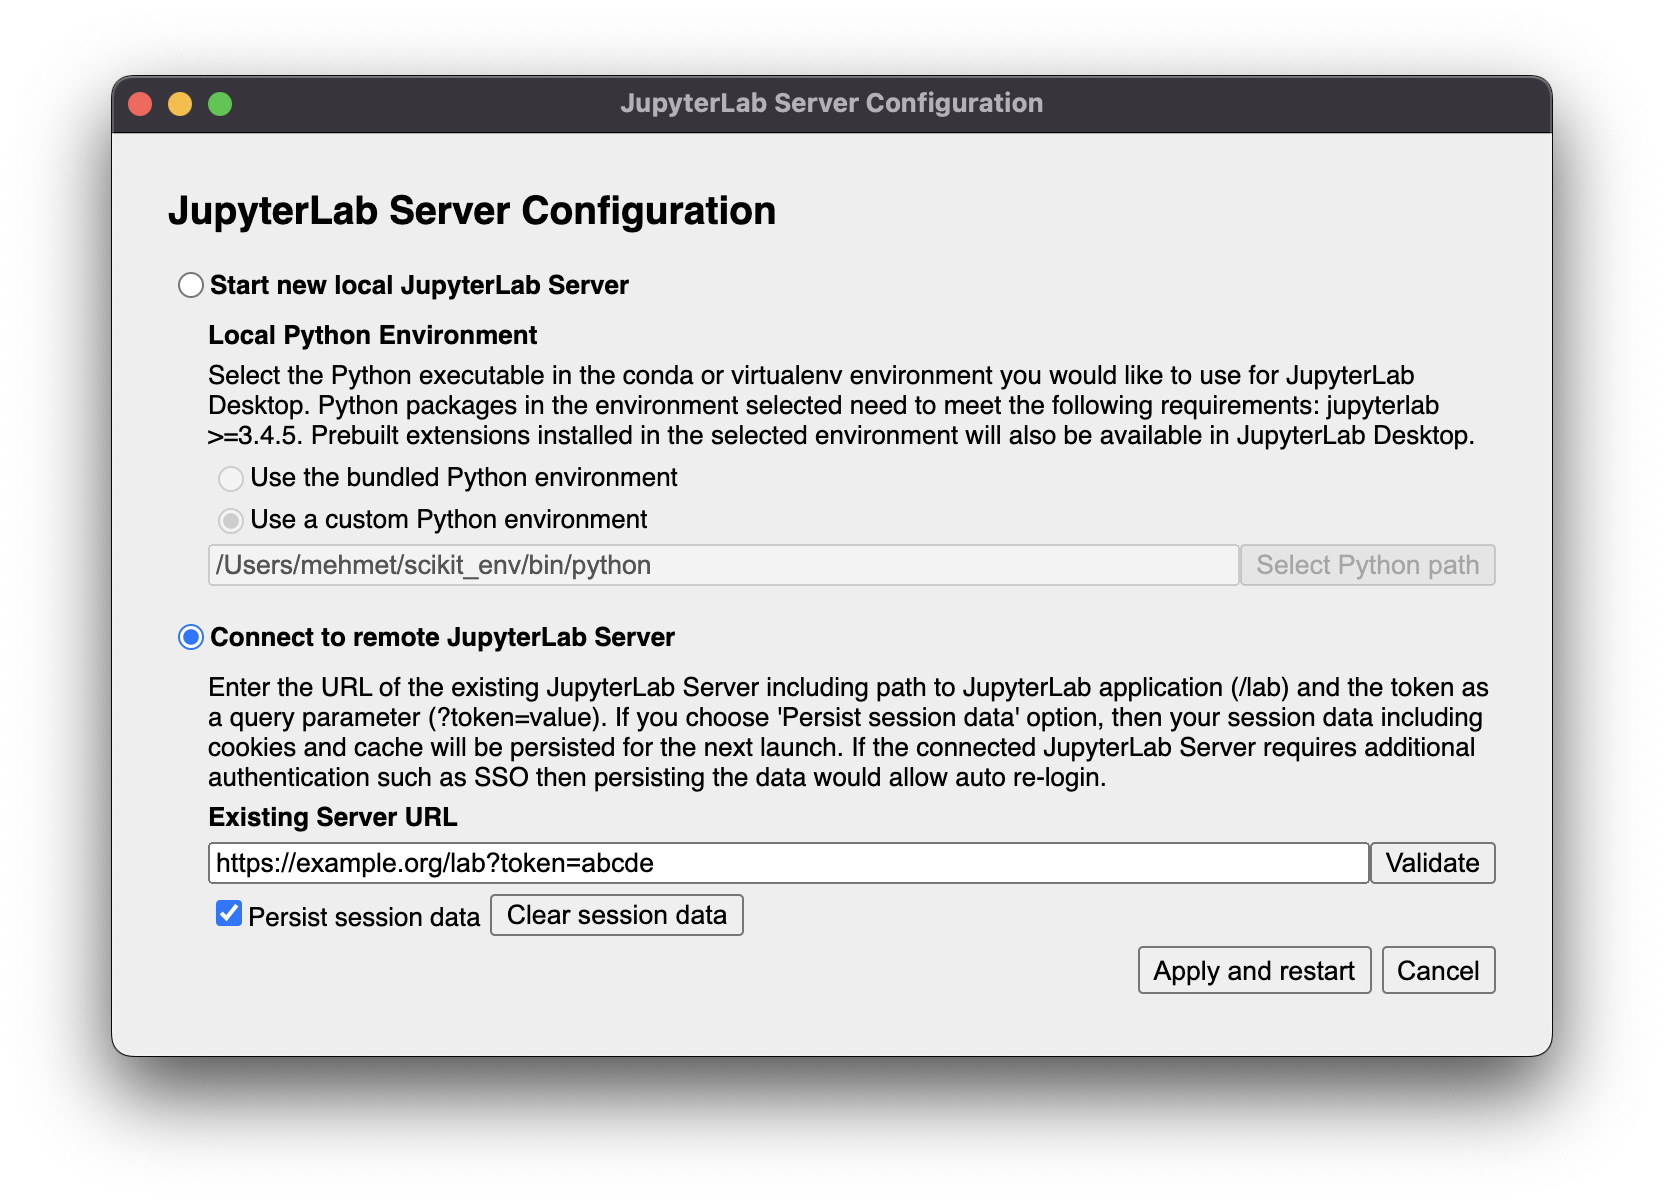 JupyterLab Server Configuration
JupyterLab Server Configuration
Start new local JupyterLab Server
Local Python Environment
Select the Python executable in the conda or virtualenv environment you would like to use for JupyterLab
Desktop. Python packages in the environment selected need to meet the following requirements: jupyterlab
>=3.4.5. Prebuilt extensions installed in the selected environment will also be available in JupyterLab Desktop.
Use the bundled Python environment
Use a custom Python environment
/Users/mehmet/scikit_env/bin/python Select Python path
Connect to remote JupyterLab Server
Enter the URL of the existing JupyterLab Server including path to JupyterLab application (/lab) and the token as
a query parameter (?token=value). If you choose 'Persist session data' option, then your session data including
cookies and cache will be persisted for the next launch. If the connected JupyterLab Server requires additional
authentication such as SSO then persisting the data would allow auto re-login.
Existing Server URL
https://example.org/lab?token=abcde Validate
Persist session data Clear session data
Apply and restart Cancel